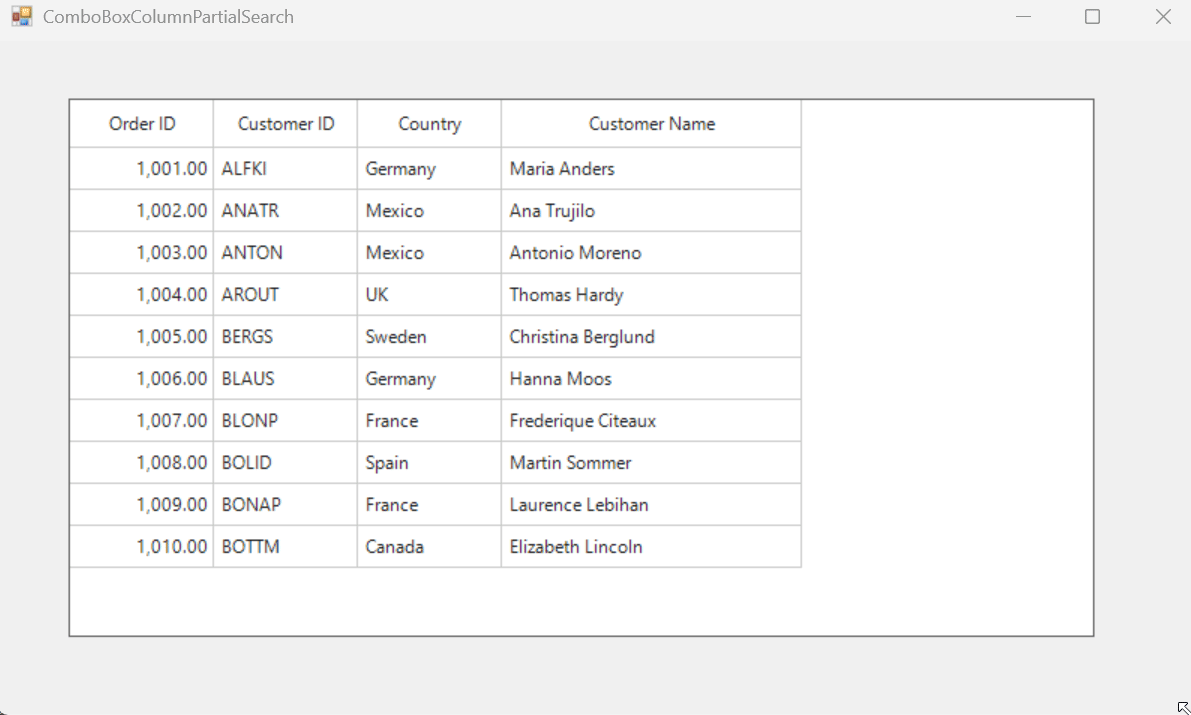 ComboBoxColumnPartialSearch
Order ID Customer ID Country Customer Name
1,001.00 ALFKI Germany Maria Anders
1,002.00 ANATR Mexico Ana Trujilo
1,003.00 ANTON Mexico Antonio Moreno
1,004.00 AROUT UK Thomas Hardy
1,005.00 BERGS Sweden Christina Berglund
1,006.00 BLAUS Germany Hanna Moos
1,007.00 BLONP France Frederique Citeaux
1,008.00 BOLID Spain Martin Sommer
1,009.00 BONAP France Laurence Lebihan
1,010.00 BOTTM Canada Elizabeth Lincoln